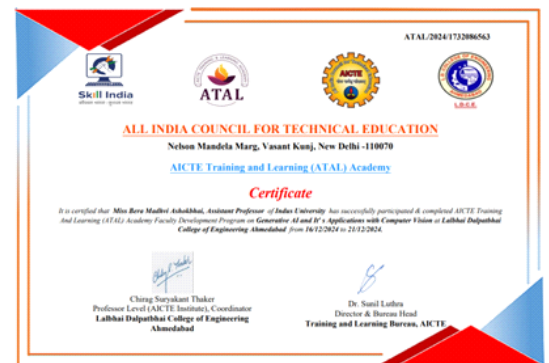 ATAL/2024/1732086563
Skill India
ATAL
AICTE
L.D.C.E
ALL INDIA COUNCIL FOR TECHNICAL EDUCATION
Nelson Mandela Marg, Vasant Kunj, New Delhi -110070
AICTE Training and Learning (ATAL) Academy
Certificate
It is certified that Miss Bera Madhvi Ashokbhai, Assistant Professor of Indus University has successfully participated & completed AICTE Training
And Learning (ATAL) Academy Faculty Development Program on Generative AI and It' s Applications with Computer Vision at Lalbhai Dalpatbhai
College of Engineering Ahmedabad from 16/12/2024 to 21/12/2024.
Chirag Suryakant Thaker
Professor Level (AICTE Institute), Coordinator
Lalbhai Dalpatbhai College of Engineering
Ahmedabad
Dr. Sunil Luthra
Director & Bureau Head
Training and Learning Bureau, AICTE